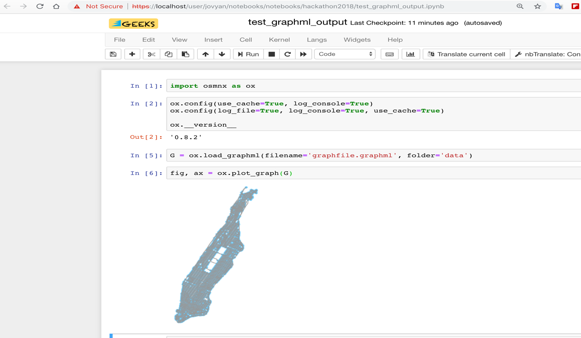 Not Secure | https://localhost/user/jovyan/notebooks/notebooks/hackathon2018/test_graphml_output.ipynb
GEEKS test_graphml_output Last Checkpoint: 11 minutes ago (autosaved)
File Edit View Insert Cell Kernel Langs Widgets Help
Run Code Translate current cell nbTranslate: Con
In [1]: import osmnx as ox
In [2]: ox.config(use_cache=True, log_console=True)
ox.config(log_file=True, log_console=True, use_cache=True)
ox.__version__
Out[2]: '0.8.2'
In [5]: G = ox.load_graphml(filename='graphfile.graphml', folder='data')
In [6]: fig, ax = ox.plot_graph(G)